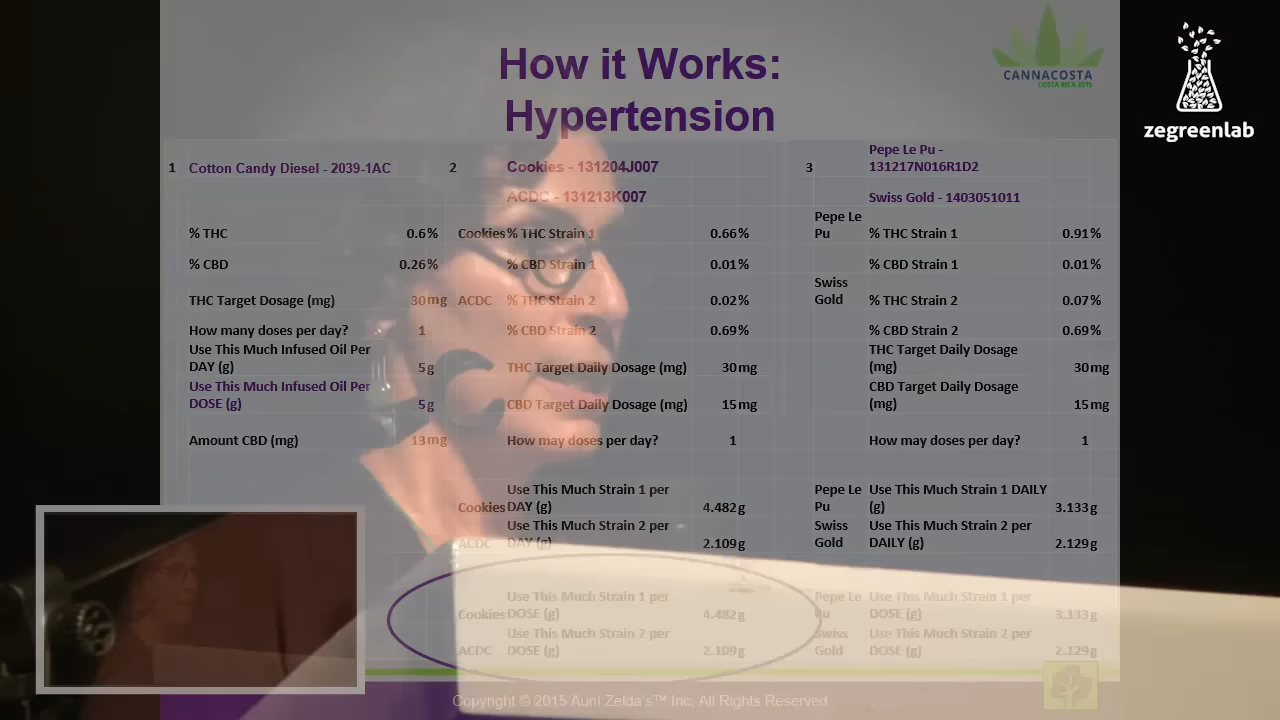 How it Works:
Hypertension
CANNACOSTA
COSTA RICA 2015
zegreenlab
1 Cotton Candy Diesel - 2039-1AC
% THC 0.6%
% CBD 0.26%
THC Target Dosage (mg) 30mg
How many doses per day? 1
Use This Much Infused Oil Per
DAY (g) 5g
Use This Much Infused Oil Per
DOSE (g) 5g
Amount CBD (mg) 13mg
2 Cookies - 131204J007
ACDC - 131213K007
Cookies % THC Strain 1 0.66%
% CBD Strain 1 0.01%
ACDC % THC Strain 2 0.02%
% CBD Strain 2 0.69%
THC Target Daily Dosage (mg) 30mg
CBD Target Daily Dosage (mg) 15mg
How may doses per day? 1
Use This Much Strain 1 per
Cookies DAY (g) 4.482g
Use This Much Strain 2 per
ACDC DAY (g) 2.109g
Use This Much Strain 1 per
Cookies DOSE (g) 4.482g
Use This Much Strain 2 per
ACDC DOSE (g) 2.109g
3 Pepe Le Pu -
131217N016R1D2
Swiss Gold - 1403051011
Pepe Le
Pu % THC Strain 1 0.91%
% CBD Strain 1 0.01%
Swiss
Gold % THC Strain 2 0.07%
% CBD Strain 2 0.69%
THC Target Daily Dosage
(mg) 30mg
CBD Target Daily Dosage
(mg) 15mg
How may doses per day? 1
Pepe Le Use This Much Strain 1 DAILY
Pu (g) 3.133g
Swiss Use This Much Strain 2 per
Gold DAILY (g) 2.129g
Pepe Le Use This Much Strain 1 per
Pu DOSE (g) 3.133g
Swiss Use This Much Strain 2 per
Gold DOSE (g) 2.129g
Copyright © 2015 Aunt Zelda's™ Inc, All Rights Reserved